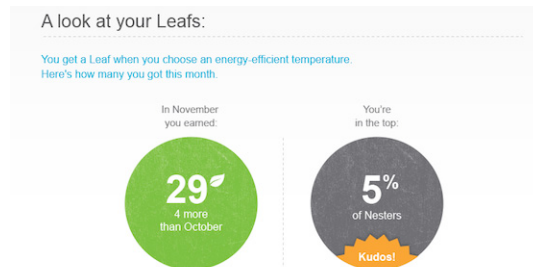 A look at your Leafs:
You get a Leaf when you choose an energy-efficient temperature.
Here's how many you got this month.
In November
you earned:
29
4 more
than October
You're
in the top:
5%
of Nesters
Kudos!